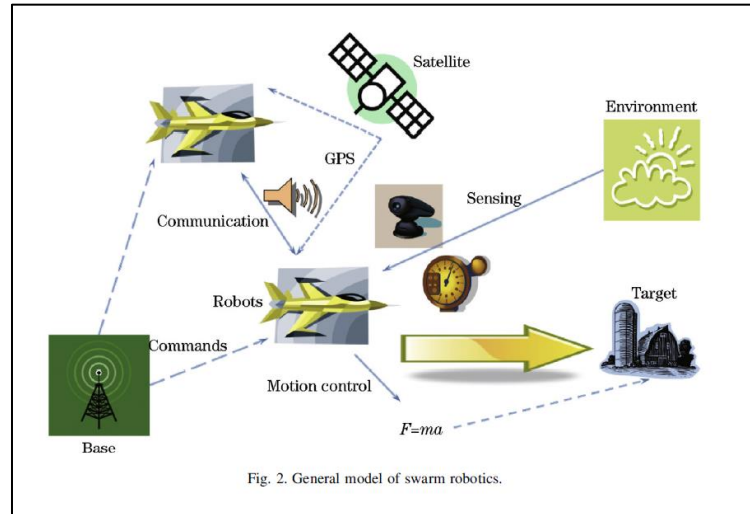 Satellite
Environment
GPS
Sensing
Communication
Robots
Target
Commands
Motion control
F=ma
Base
Fig. 2. General model of swarm robotics.